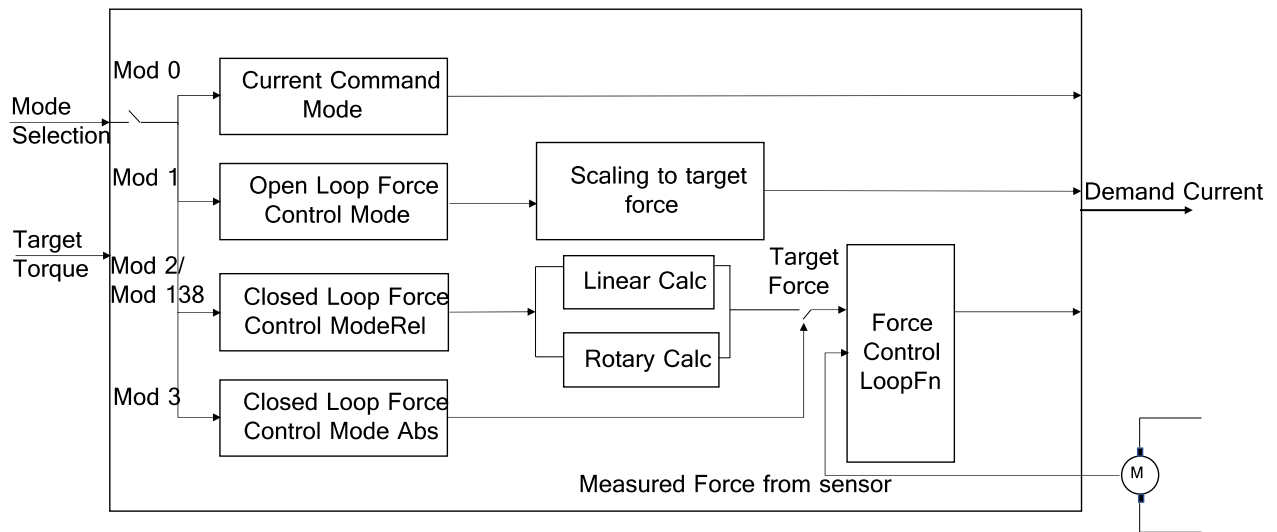 Mod 0
Current Command
Mode
Mode
Selection
Mod 1
Open Loop Force
Control Mode
Scaling to target
force
Demand Current
Target
Torque
Mod 2/
Mod 138
Closed Loop Force
Control ModeRel
Linear Calc
Rotary Calc
Target
Force
Force
Control
LoopFn
Mod 3
Closed Loop Force
Control Mode Abs
Measured Force from sensor
M